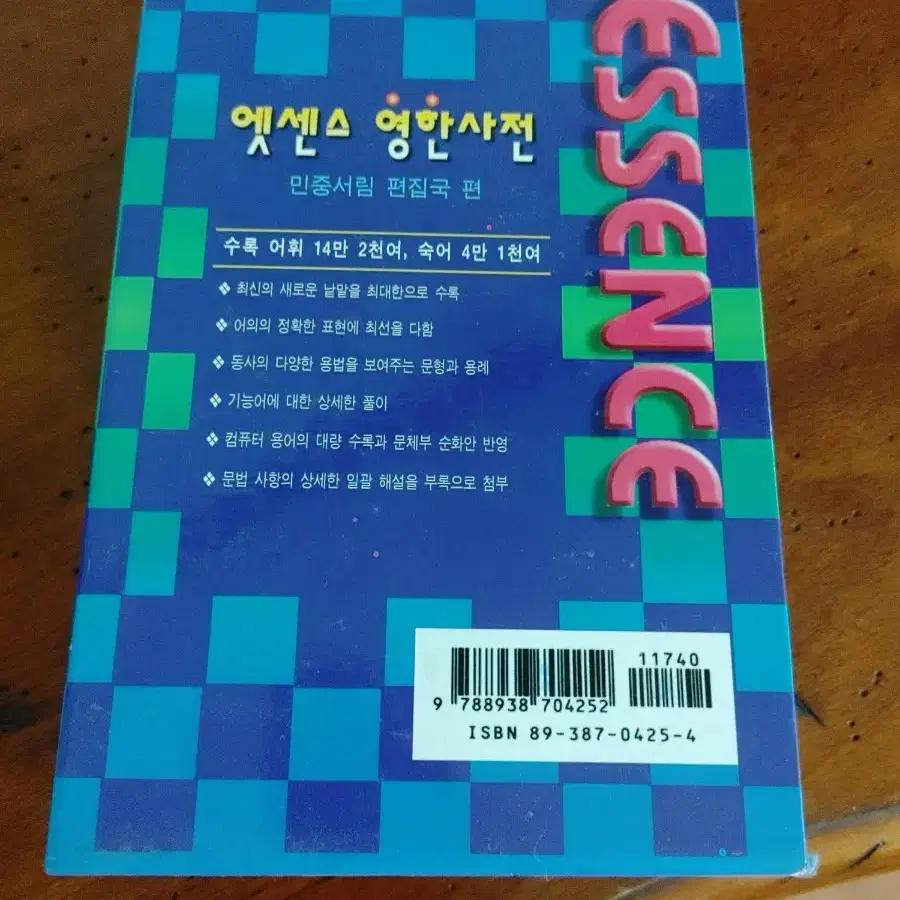 ESSENCE
엣센스 영한사전
민중서림 편집국 편
수록 어휘 14만 2천여, 숙어 4만 1천여
❖ 최신의 새로운 낱말을 최대한으로 수록
❖ 어의의 정확한 표현에 최선을 다함
❖ 동사의 다양한 용법을 보여주는 문형과 용례
❖ 기능어에 대한 상세한 풀이
❖ 컴퓨터 용어의 대량 수록과 문체부 순화안 반영
❖ 문법 사항의 상세한 일괄 해설을 부록으로 첨부
11740
9 788938 704252
ISBN 89-387-0425-4